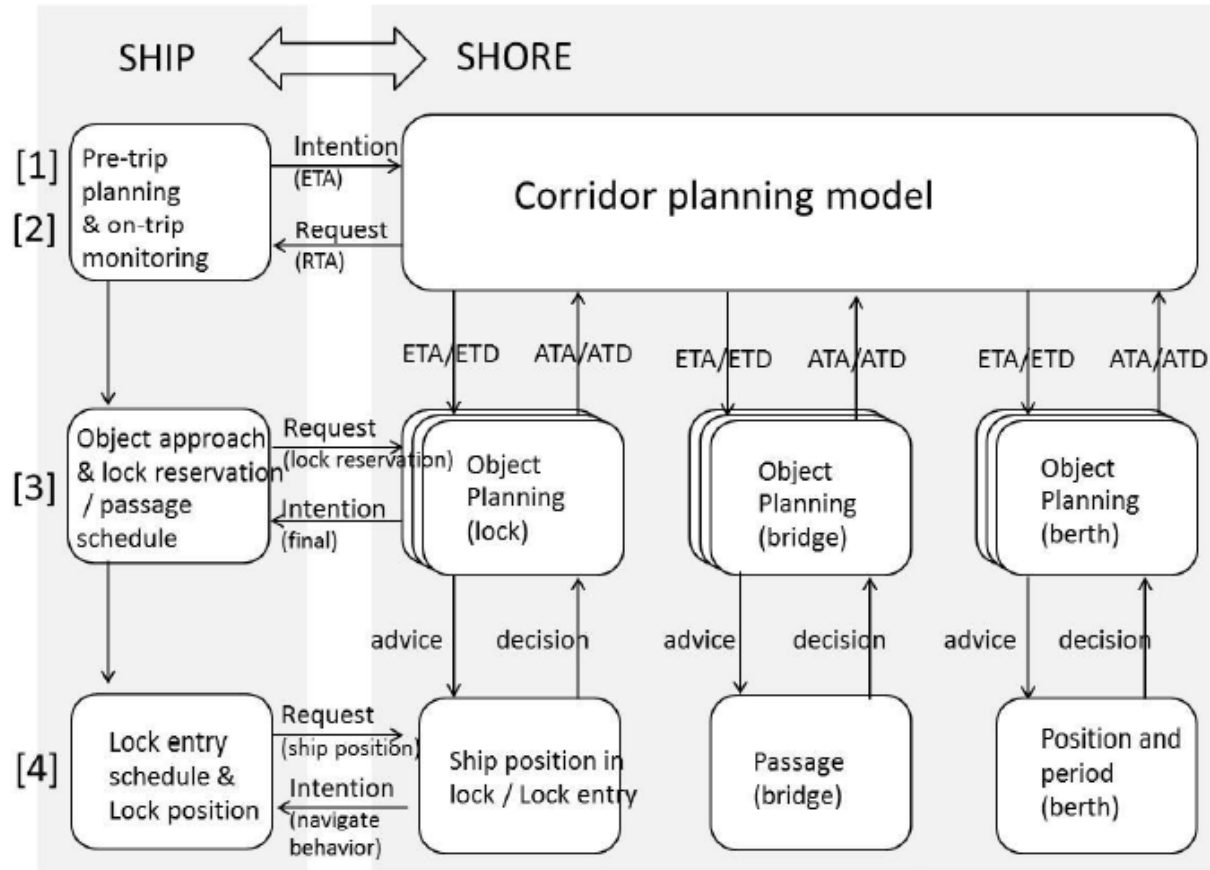 SHIP
SHORE
[1]
[2]
Pre-trip
planning
& on-trip
monitoring
Intention
(ETA)
Request
(RTA)
Corridor planning model
ETA/ETD
ATA/ATD
ETA/ETD
ATA/ATD
ETA/ETD
ATA/ATD
[3]
Object approach
& lock reservation
/ passage
schedule
Request
(lock reservation)
Intention
(final)
Object
Planning
(lock)
Object
Planning
(bridge)
Object
Planning
(berth)
advice
decision
advice
decision
advice
decision
[4]
Lock entry
schedule &
Lock position
Request
(ship position)
Intention
(navigate
behavior)
Ship position in
lock / Lock entry
Passage
(bridge)
Position and
period
(berth)